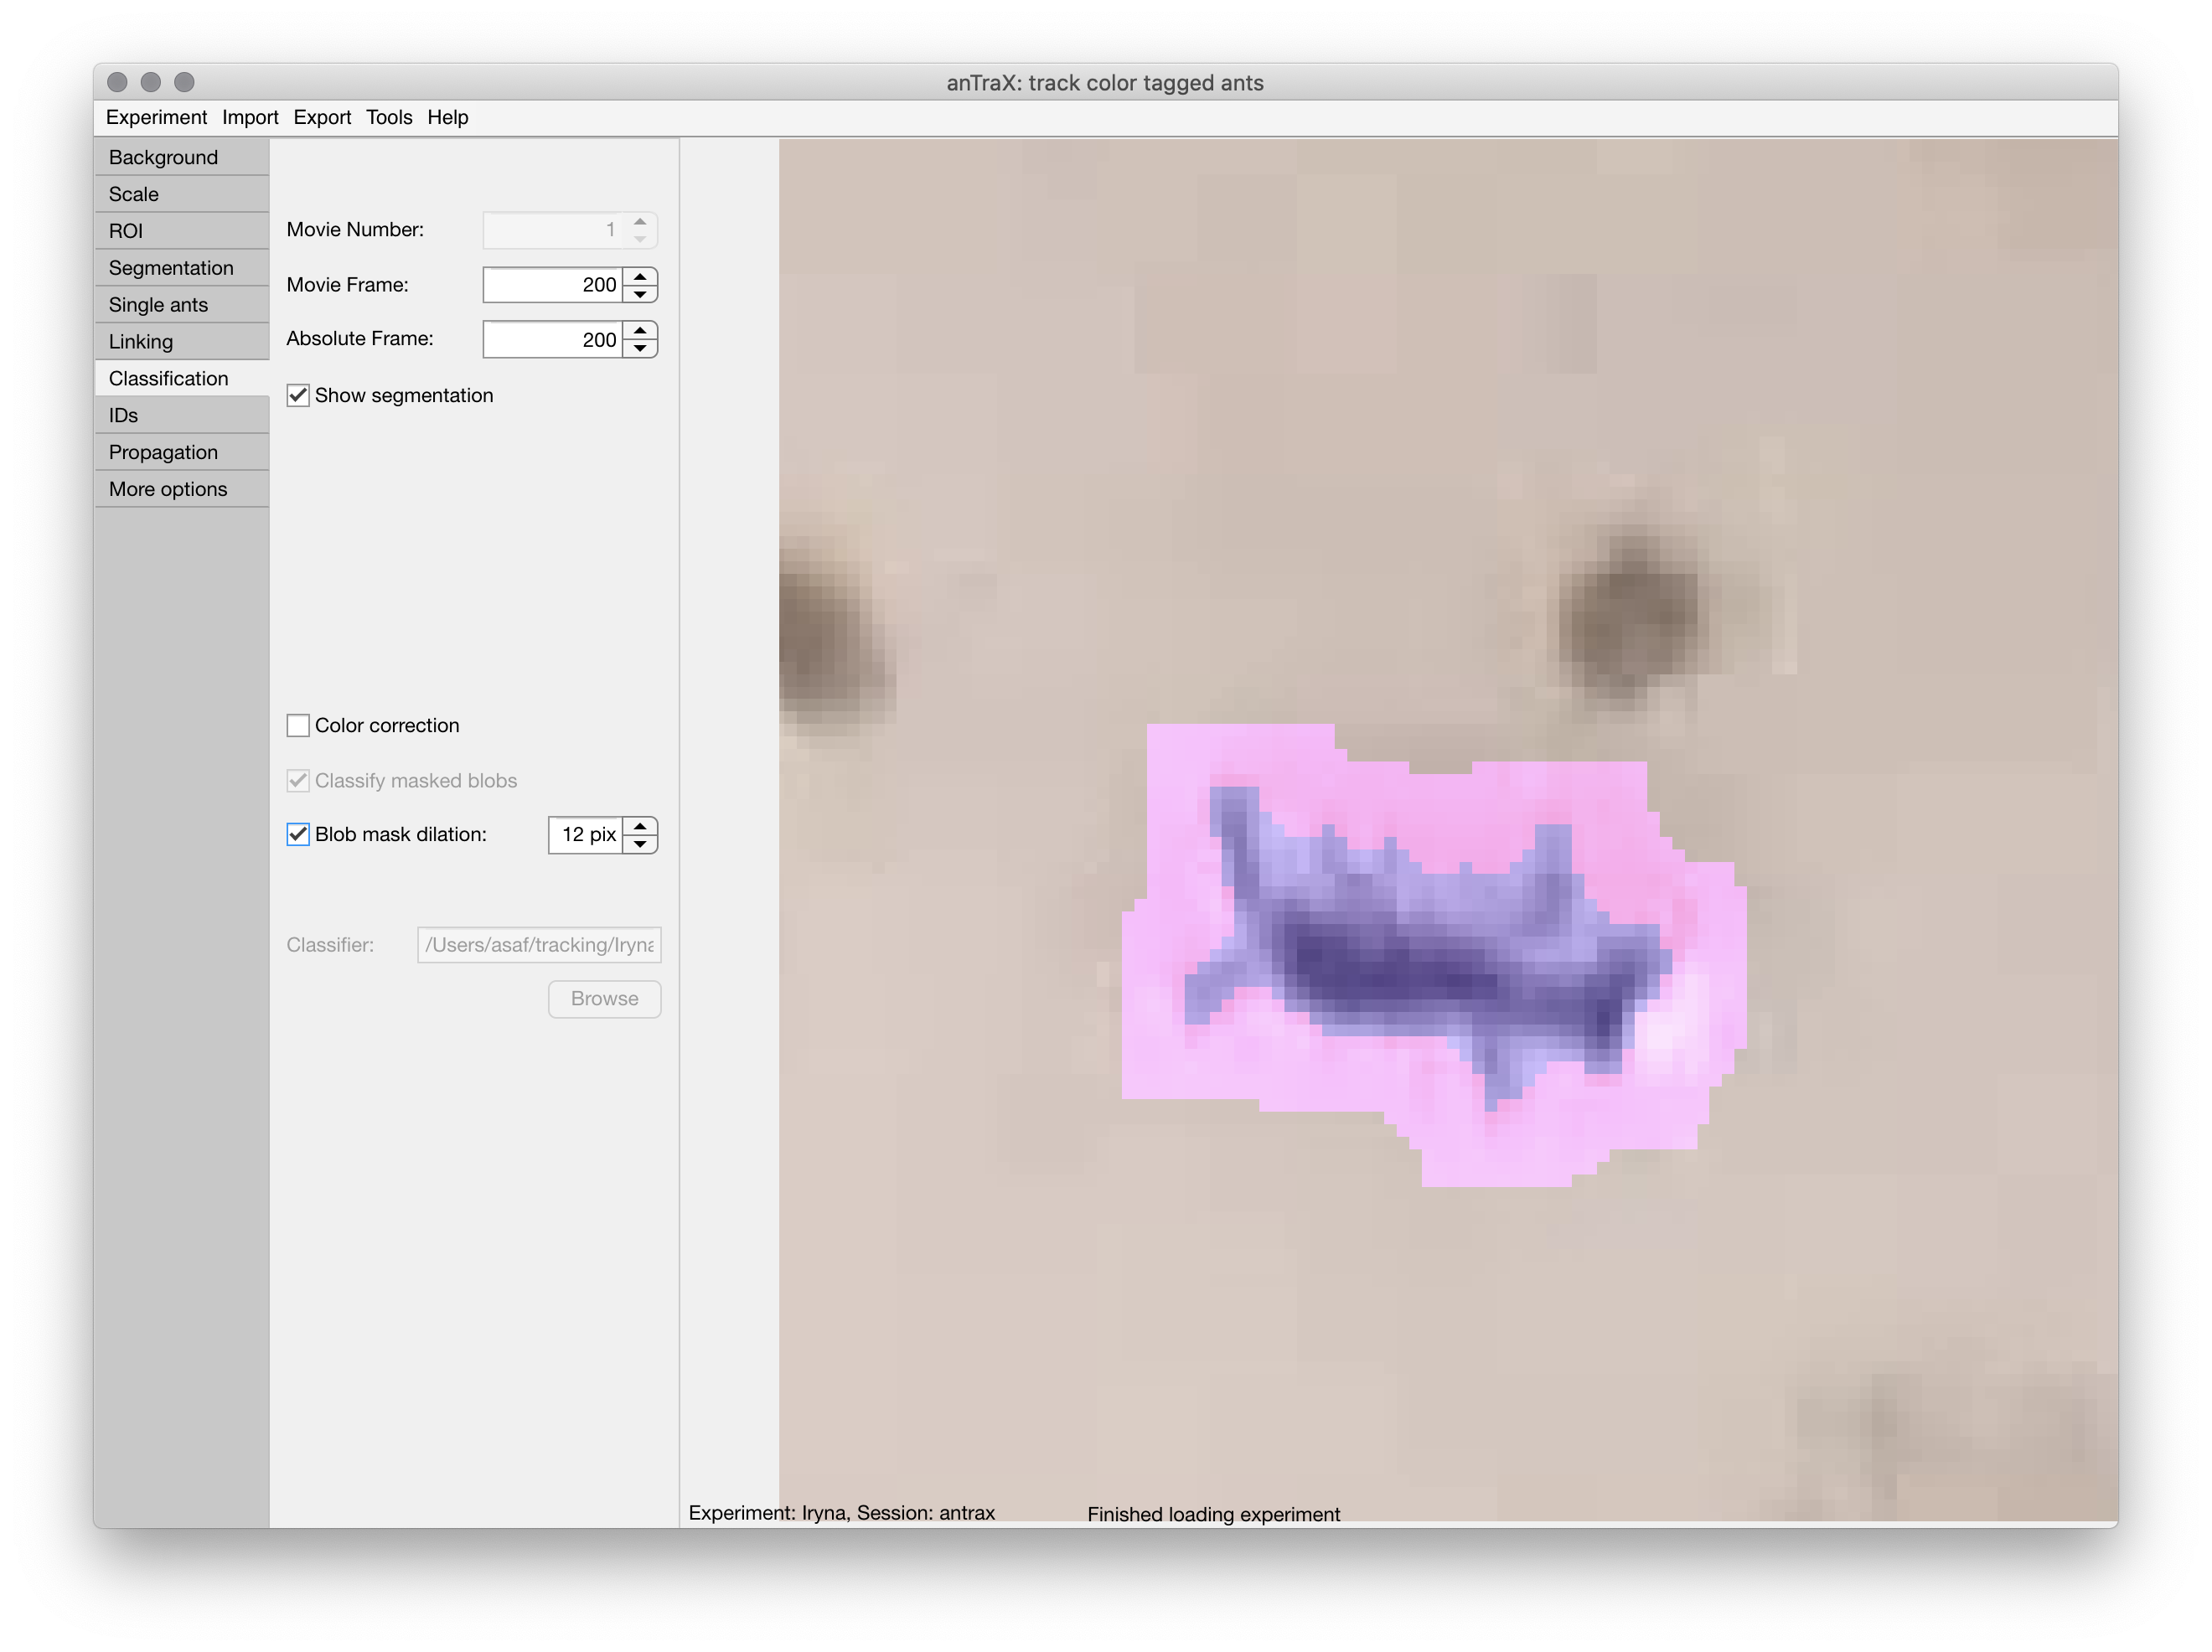 anTraX: track color tagged ants
Experiment Import Export Tools Help
Background
Scale
ROI
Segmentation
Single ants
Linking
Classification
IDs
Propagation
More options
Movie Number: 1
Movie Frame: 200
Absolute Frame: 200
Show segmentation
Color correction
Classify masked blobs
Blob mask dilation: 12 pix
Classifier: /Users/asaf/tracking/Iryna
Browse
Experiment: Iryna, Session: antrax Finished loading experiment